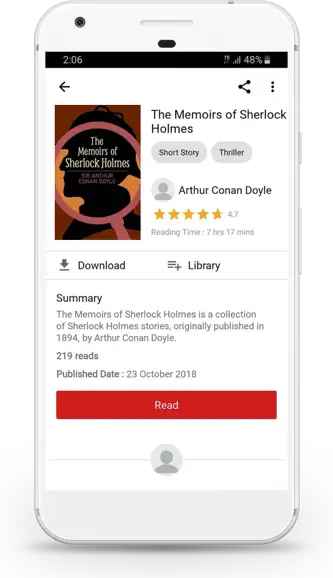 2:06
48%
The Memoirs of Sherlock
Holmes
The
Memoirs of
Sherlock Holmes
SIR ARTHUR
CONAN DOYLE
Short Story Thriller
Arthur Conan Doyle
4.7
Reading Time : 7 hrs 17 mins
Download Library
Summary
The Memoirs of Sherlock Holmes is a collection
of Sherlock Holmes stories, originally published in
1894, by Arthur Conan Doyle.
219 reads
Published Date : 23 October 2018
Read